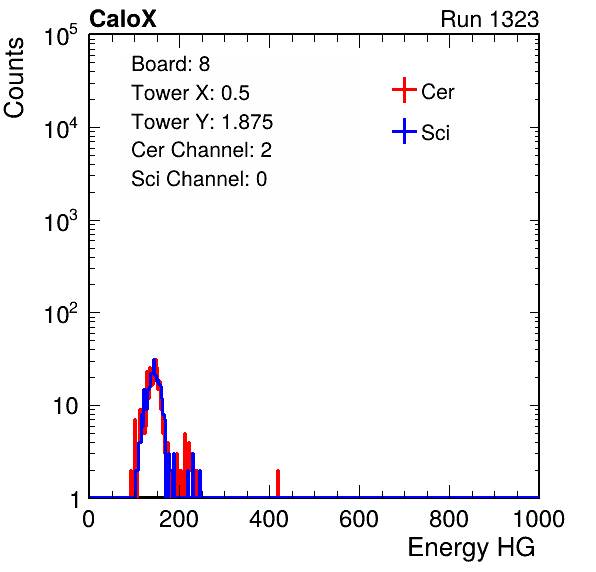 CaloX Run 1323
Counts
10^5
10^4
10^3
10^2
10
1
Board: 8
Tower X: 0.5
Tower Y: 1.875
Cer Channel: 2
Sci Channel: 0
Cer
Sci
0 200 400 600 800 1000
Energy HG